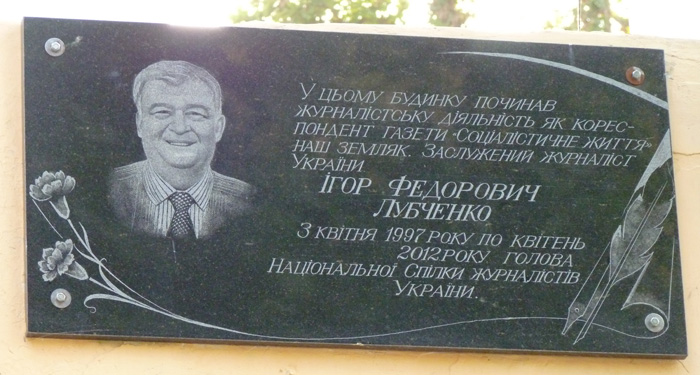 У цьому будинку починав
журналістську діяльність як корес-
пондент газети «Соціалістичне життя»
наш земляк, Заслужений журналіст
України
Ігор Федорович
Лубченко
З квітня 1997 року по квітень
2012 року голова
Національної Спілки журналістів
України.